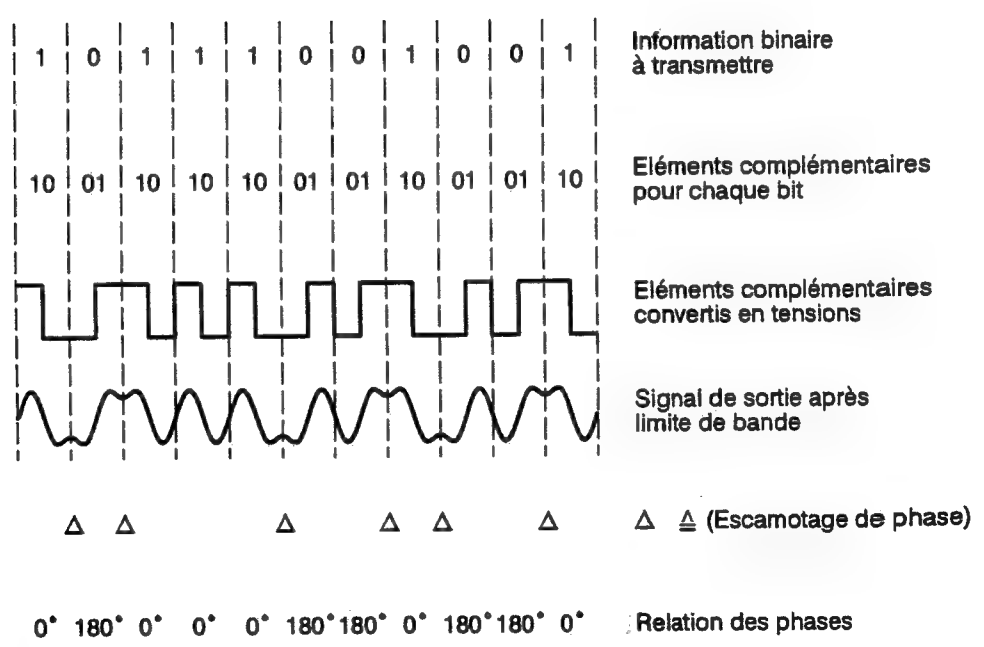 1 0 1 1 1 0 0 1 0 0 1
Information binaire
à transmettre
10 01 10 10 10 01 01 10 01 01 10
Eléments complémentaires
pour chaque bit
Eléments complémentaires
convertis en tensions
Signal de sortie après
limite de bande
Δ Δ Δ Δ Δ Δ Δ ≙ (Escamotage de phase)
0° 180° 0° 0° 0° 180° 180° 0° 180° 180° 0° Relation des phases